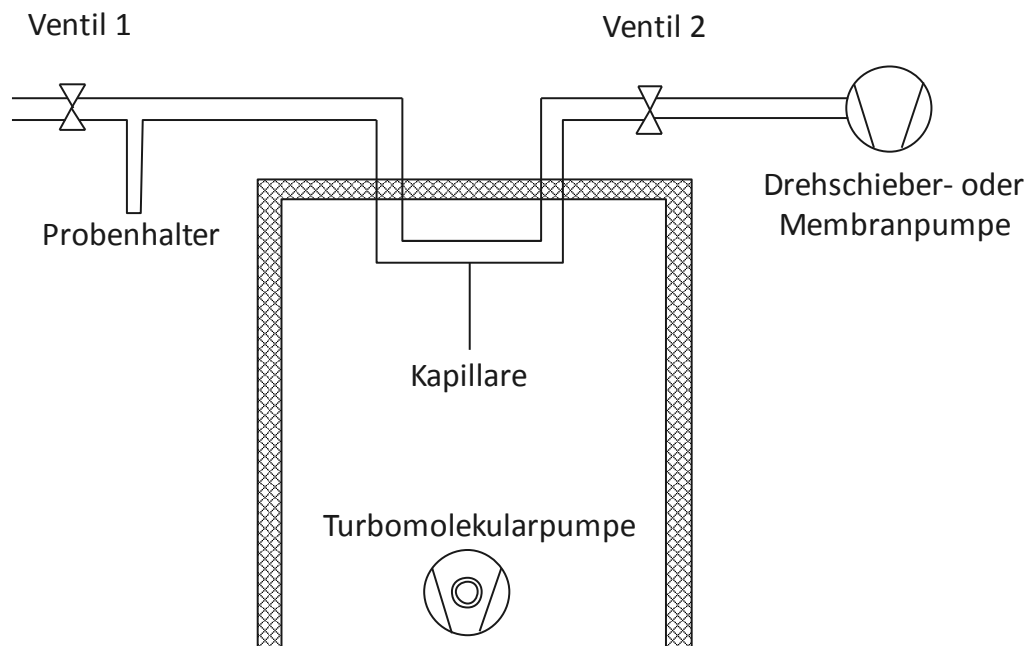 Ventil 1
Ventil 2
Drehschieber- oder
Membranpumpe
Probenhalter
Kapillare
Turbomolekularpumpe